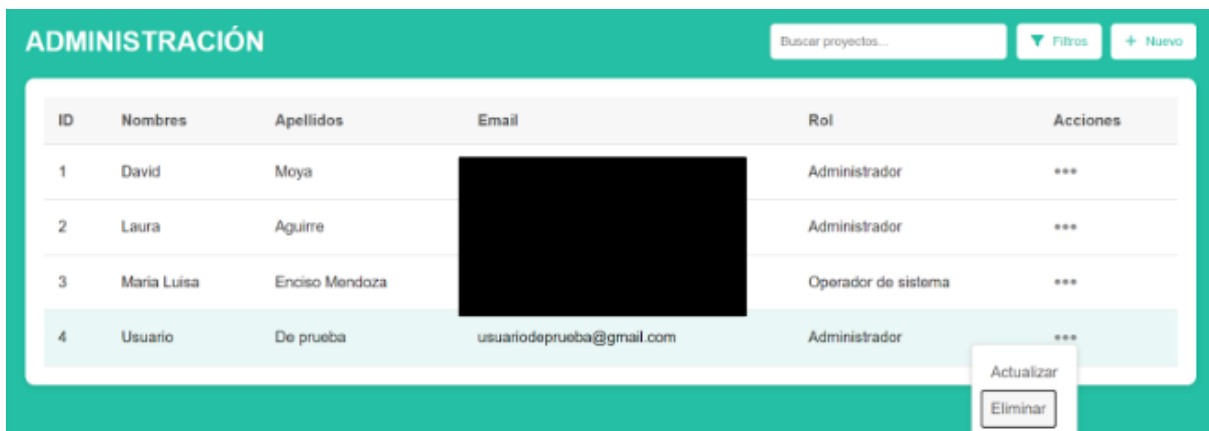 ADMINISTRACIÓN
Buscar proyectos... Filtros + Nuevo
ID Nombres Apellidos Email Rol Acciones
1 David Moya Administrador
2 Laura Aguirre Administrador
3 Maria Luisa Enciso Mendoza Operador de sistema
4 Usuario De prueba usuariodeprueba@gmail.com Administrador
Actualizar
Eliminar